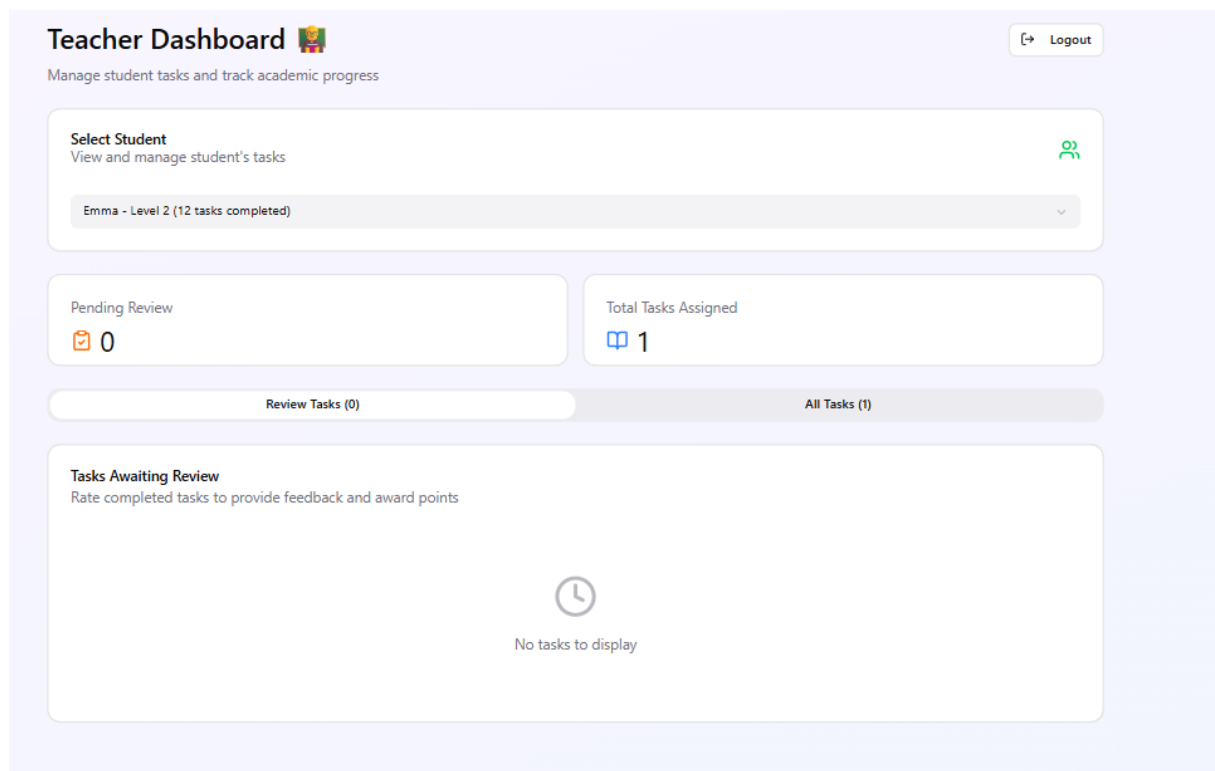 Teacher Dashboard
Logout
Manage student tasks and track academic progress
Select Student
View and manage student's tasks
Emma - Level 2 (12 tasks completed)
Pending Review
0
Total Tasks Assigned
1
Review Tasks (0)
All Tasks (1)
Tasks Awaiting Review
Rate completed tasks to provide feedback and award points
No tasks to display